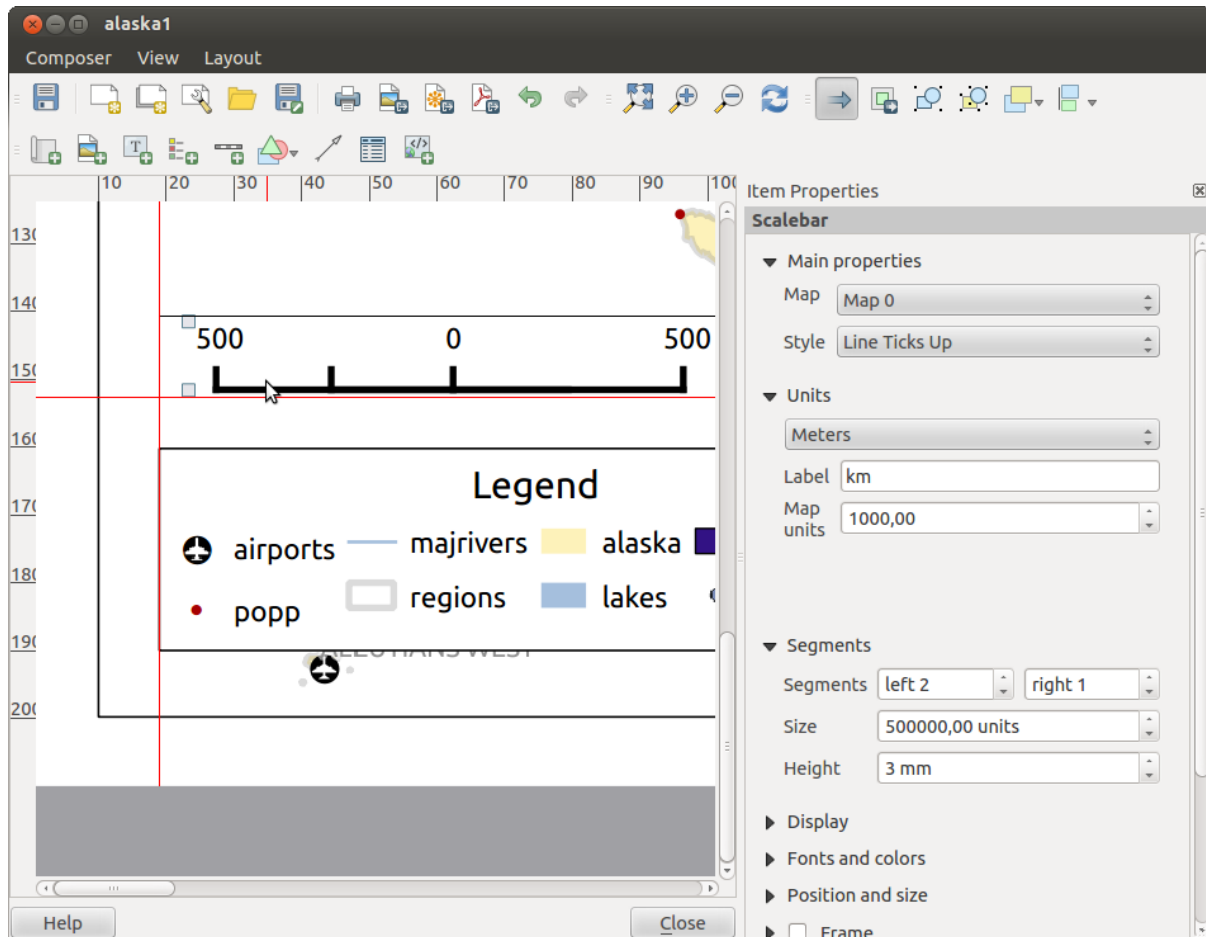 alaska1
Composer View Layout
10 20 30 40 50 60 70 80 90 100
Item Properties
Scalebar
130
140
150
160
170
180
190
200
500 0 500
Legend
airports majrivers alaska
popp regions lakes
ALEUTIANS WEST
Main properties
Map Map 0
Style Line Ticks Up
Units
Meters
Label km
Map units 1000,00
Segments
Segments left 2 right 1
Size 500000,00 units
Height 3 mm
Display
Fonts and colors
Position and size
Frame
Help Close